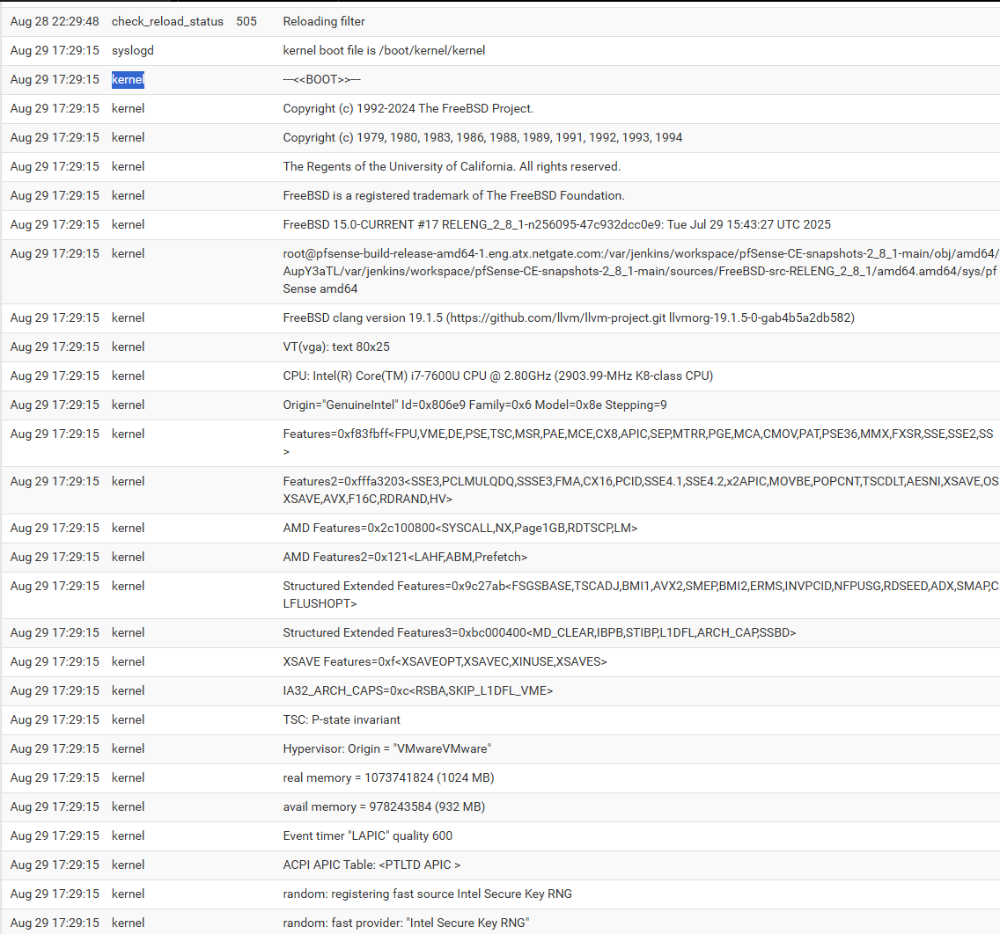 Aug 28 22:29:48 check_reload_status 505 Reloading filter
Aug 29 17:29:15 syslogd kernel boot file is /boot/kernel/kernel
Aug 29 17:29:15 kernel ---<<BOOT>>---
Aug 29 17:29:15 kernel Copyright (c) 1992-2024 The FreeBSD Project.
Aug 29 17:29:15 kernel Copyright (c) 1979, 1980, 1983, 1986, 1988, 1989, 1991, 1992, 1993, 1994
Aug 29 17:29:15 kernel The Regents of the University of California. All rights reserved.
Aug 29 17:29:15 kernel FreeBSD is a registered trademark of The FreeBSD Foundation.
Aug 29 17:29:15 kernel FreeBSD 15.0-CURRENT #17 RELENG_2_8_1-n256095-47c932dcc0e9: Tue Jul 29 15:43:27 UTC 2025
Aug 29 17:29:15 kernel root@pfsense-build-release-amd64-1.eng.atx.netgate.com:/var/jenkins/workspace/pfSense-CE-snapshots-2_8_1-main/obj/amd64/
AupY3aTL/var/jenkins/workspace/pfSense-CE-snapshots-2_8_1-main/sources/FreeBSD-src-RELENG_2_8_1/amd64.amd64/sys/pf
Sense amd64
Aug 29 17:29:15 kernel FreeBSD clang version 19.1.5 (https://github.com/llvm/llvm-project.git llvmorg-19.1.5-0-gab4b5a2db582)
Aug 29 17:29:15 kernel VT(vga): text 80x25
Aug 29 17:29:15 kernel CPU: Intel(R) Core(TM) i7-7600U CPU @ 2.80GHz (2903.99-MHz K8-class CPU)
Aug 29 17:29:15 kernel Origin="GenuineIntel" Id=0x806e9 Family=0x6 Model=0x8e Stepping=9
Aug 29 17:29:15 kernel Features=0xf83fbff<FPU,VME,DE,PSE,TSC,MSR,PAE,MCE,CX8,APIC,SEP,MTRR,PGE,MCA,CMOV,PAT,PSE36,MMX,FXSR,SSE,SSE2,SS
>
Aug 29 17:29:15 kernel Features2=0xfffa3203<SSE3,PCLMULQDQ,SSSE3,FMA,CX16,PCID,SSE4.1,SSE4.2,x2APIC,MOVBE,POPCNT,TSCDLT,AESNI,XSAVE,OS
XSAVE,AVX,F16C,RDRAND,HV>
Aug 29 17:29:15 kernel AMD Features=0x2c100800<SYSCALL,NX,Page1GB,RDTSCP,LM>
Aug 29 17:29:15 kernel AMD Features2=0x121<LAHF,ABM,Prefetch>
Aug 29 17:29:15 kernel Structured Extended Features=0x9c27ab<FSGSBASE,TSCADJ,BMI1,AVX2,SMEP,BMI2,ERMS,INVPCID,NFPUSG,RDSEED,ADX,SMAP,C
LFLUSHOPT>
Aug 29 17:29:15 kernel Structured Extended Features3=0xbc000400<MD_CLEAR,IBPB,STIBP,L1DFL,ARCH_CAP,SSBD>
Aug 29 17:29:15 kernel XSAVE Features=0xf<XSAVEOPT,XSAVEC,XINUSE,XSAVES>
Aug 29 17:29:15 kernel IA32_ARCH_CAPS=0xc<RSBA,SKIP_L1DFL_VME>
Aug 29 17:29:15 kernel TSC: P-state invariant
Aug 29 17:29:15 kernel Hypervisor: Origin = "VMwareVMware"
Aug 29 17:29:15 kernel real memory = 1073741824 (1024 MB)
Aug 29 17:29:15 kernel avail memory = 978243584 (932 MB)
Aug 29 17:29:15 kernel Event timer "LAPIC" quality 600
Aug 29 17:29:15 kernel ACPI APIC Table: <PTLTD APIC >
Aug 29 17:29:15 kernel random: registering fast source Intel Secure Key RNG
Aug 29 17:29:15 kernel random: fast provider: "Intel Secure Key RNG"